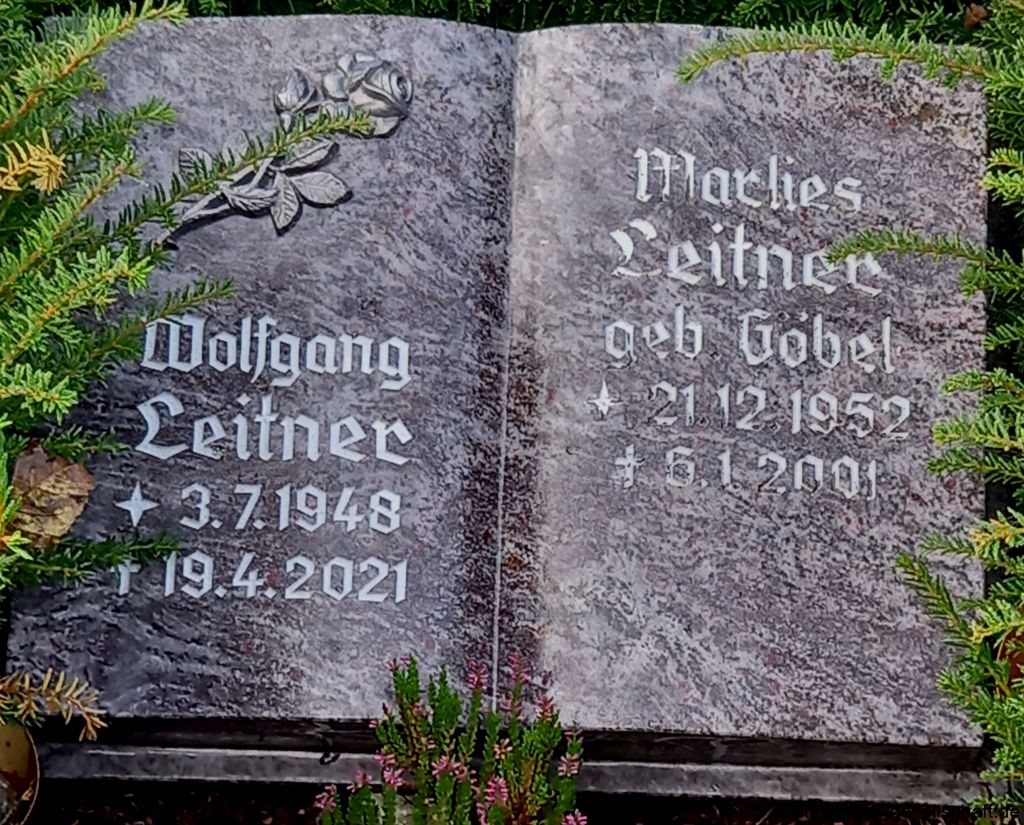 Wolfgang
Leitner
3.7.1948
† 19.4.2021
Marlies
Leitner
geb Göbel
21.12.1952
† 6.1.2001